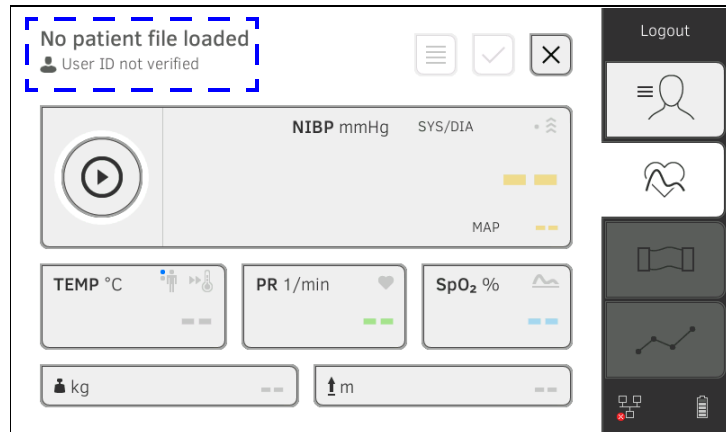 No patient file loaded
User ID not verified
Logout
NIBP mmHg SYS/DIA
-- --
MAP --
TEMP °C
--
PR 1/min
--
SpO₂ %
--
kg --
m --